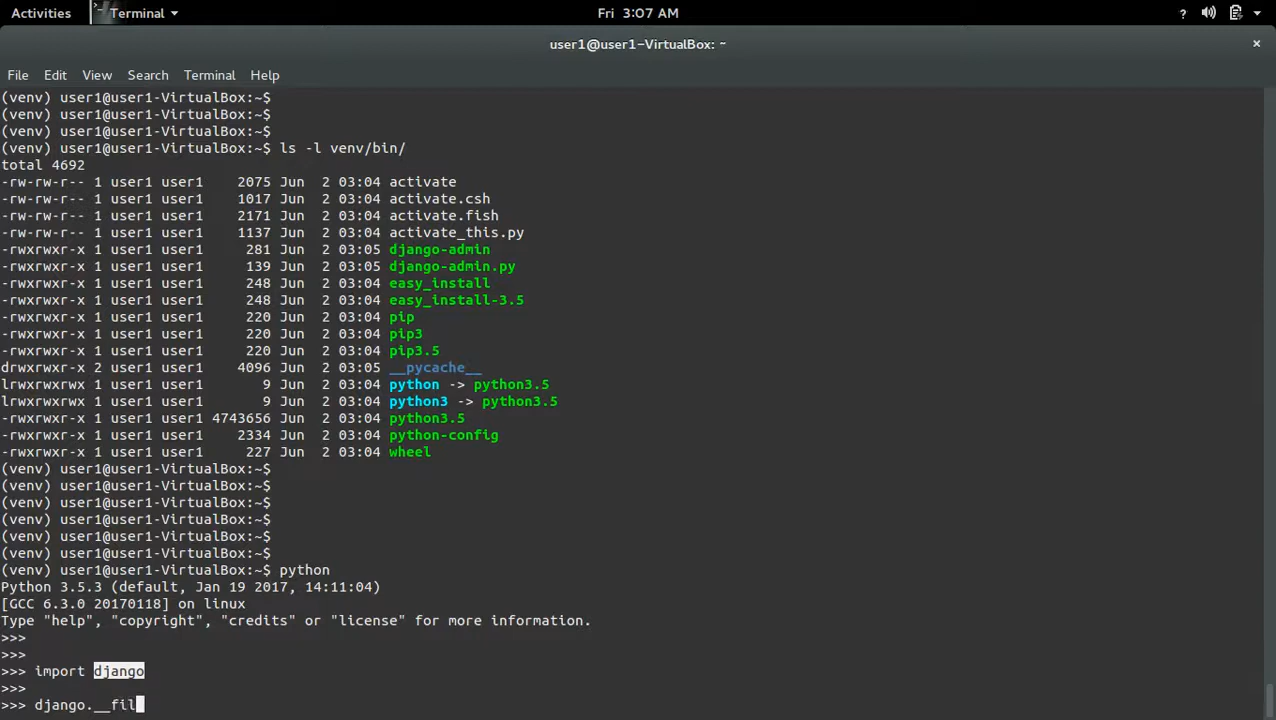 Activities Terminal Fri 3:07 AM ?
user1@user1-VirtualBox: ~ ×
File Edit View Search Terminal Help
(venv) user1@user1-VirtualBox:~$
(venv) user1@user1-VirtualBox:~$
(venv) user1@user1-VirtualBox:~$
(venv) user1@user1-VirtualBox:~$ ls -l venv/bin/
total 4692
-rw-rw-r-- 1 user1 user1 2075 Jun 2 03:04 activate
-rw-rw-r-- 1 user1 user1 1017 Jun 2 03:04 activate.csh
-rw-rw-r-- 1 user1 user1 2171 Jun 2 03:04 activate.fish
-rw-rw-r-- 1 user1 user1 1137 Jun 2 03:04 activate_this.py
-rwxrwxr-x 1 user1 user1 281 Jun 2 03:05 django-admin
-rwxrwxr-x 1 user1 user1 139 Jun 2 03:05 django-admin.py
-rwxrwxr-x 1 user1 user1 248 Jun 2 03:04 easy_install
-rwxrwxr-x 1 user1 user1 248 Jun 2 03:04 easy_install-3.5
-rwxrwxr-x 1 user1 user1 220 Jun 2 03:04 pip
-rwxrwxr-x 1 user1 user1 220 Jun 2 03:04 pip3
-rwxrwxr-x 1 user1 user1 220 Jun 2 03:04 pip3.5
drwxrwxr-x 2 user1 user1 4096 Jun 2 03:05 __pycache__
lrwxrwxrwx 1 user1 user1 9 Jun 2 03:04 python -> python3.5
lrwxrwxrwx 1 user1 user1 9 Jun 2 03:04 python3 -> python3.5
-rwxrwxr-x 1 user1 user1 4743656 Jun 2 03:04 python3.5
-rwxrwxr-x 1 user1 user1 2334 Jun 2 03:04 python-config
-rwxrwxr-x 1 user1 user1 227 Jun 2 03:04 wheel
(venv) user1@user1-VirtualBox:~$
(venv) user1@user1-VirtualBox:~$
(venv) user1@user1-VirtualBox:~$
(venv) user1@user1-VirtualBox:~$
(venv) user1@user1-VirtualBox:~$
(venv) user1@user1-VirtualBox:~$
(venv) user1@user1-VirtualBox:~$ python
Python 3.5.3 (default, Jan 19 2017, 14:11:04)
[GCC 6.3.0 20170118] on linux
Type "help", "copyright", "credits" or "license" for more information.
>>>
>>>
>>> import django
>>>
>>> django.__fil